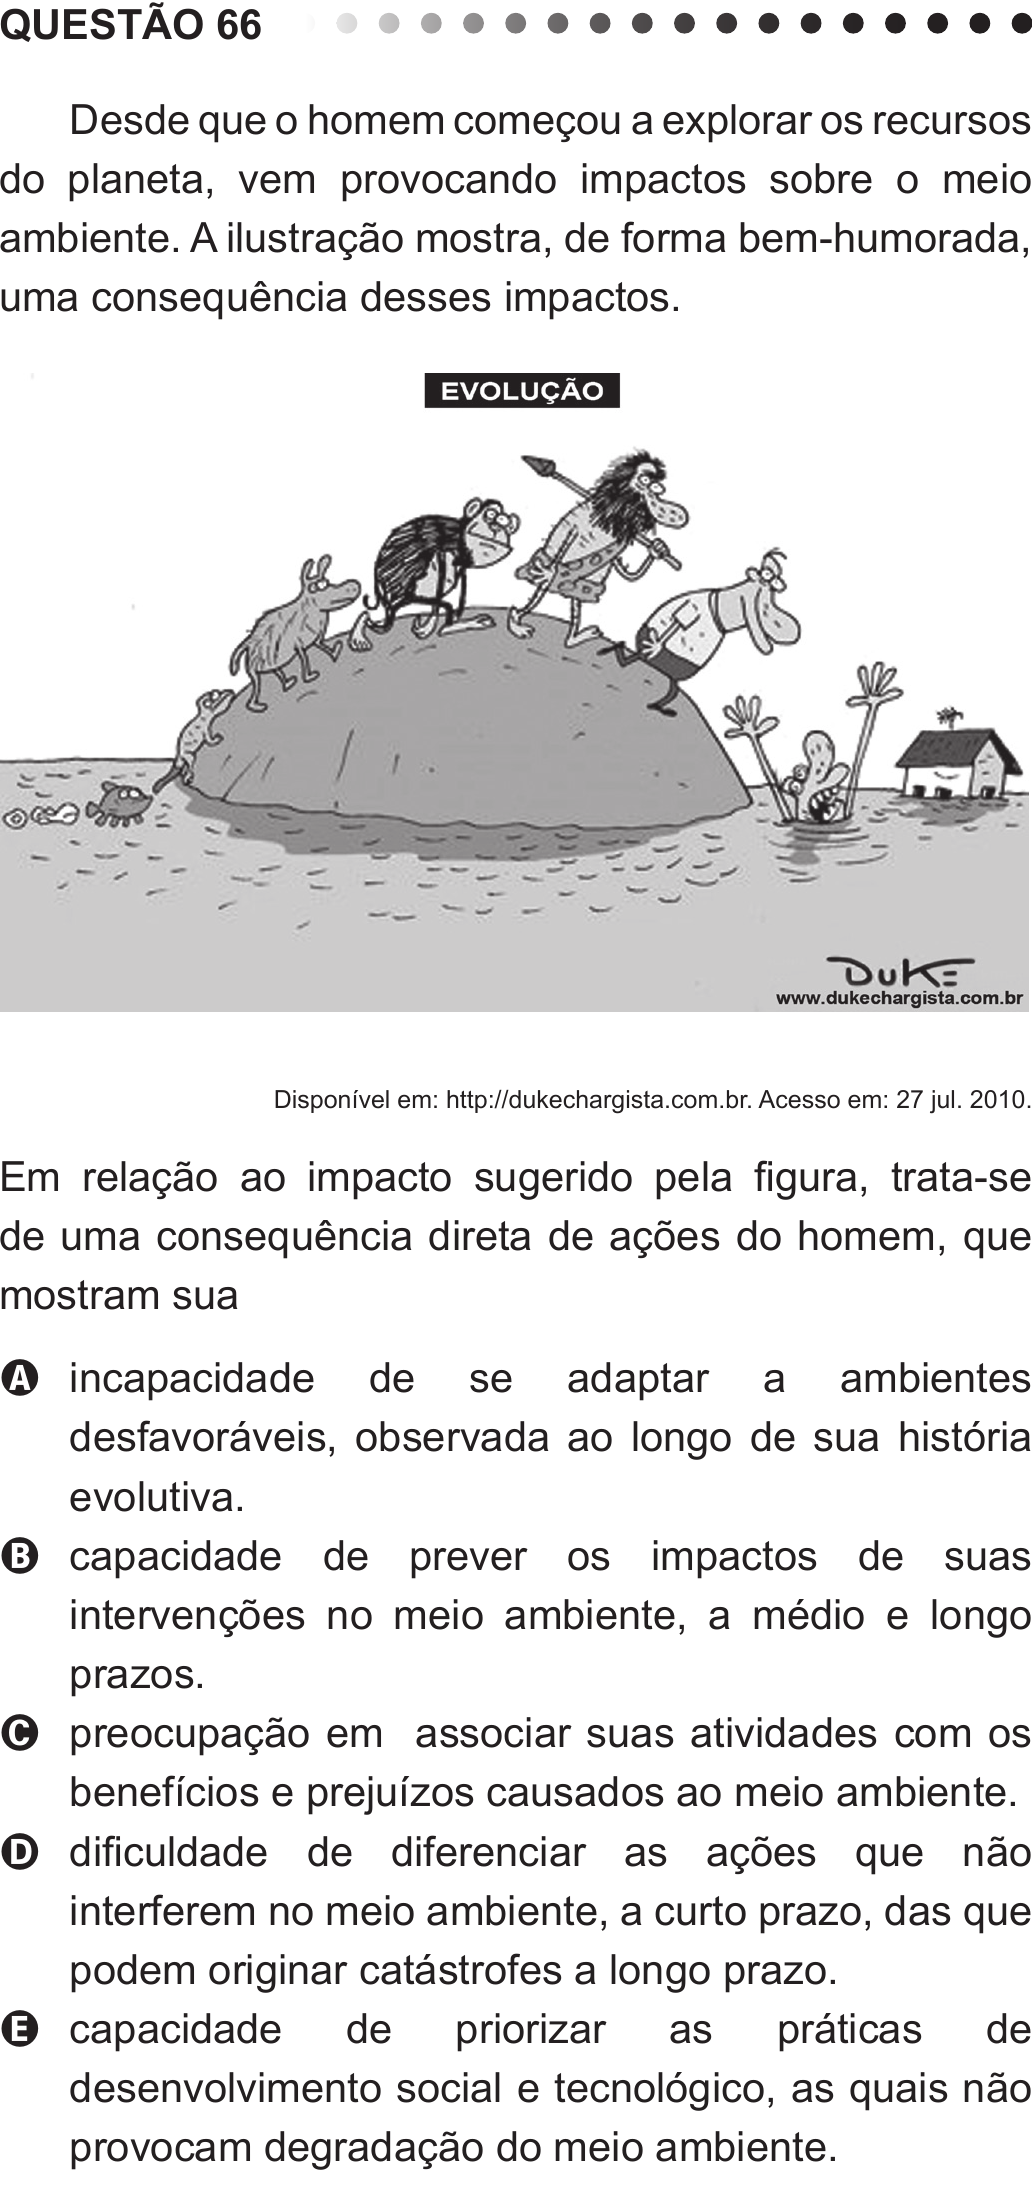 QUESTÃO 66
Desde que o homem começou a explorar os recursos
do planeta, vem provocando impactos sobre o meio
ambiente. A ilustração mostra, de forma bem-humorada,
uma consequência desses impactos.
EVOLUÇÃO
DUKE
www.dukechargista.com.br
Disponível em: http://dukechargista.com.br. Acesso em: 27 jul. 2010.
Em relação ao impacto sugerido pela figura, trata-se
de uma consequência direta de ações do homem, que
mostram sua
A incapacidade de se adaptar a ambientes
desfavoráveis, observada ao longo de sua história
evolutiva.
B capacidade de prever os impactos de suas
intervenções no meio ambiente, a médio e longo
prazos.
C preocupação em associar suas atividades com os
benefícios e prejuízos causados ao meio ambiente.
D dificuldade de diferenciar as ações que não
interferem no meio ambiente, a curto prazo, das que
podem originar catástrofes a longo prazo.
E capacidade de priorizar as práticas de
desenvolvimento social e tecnológico, as quais não
provocam degradação do meio ambiente.